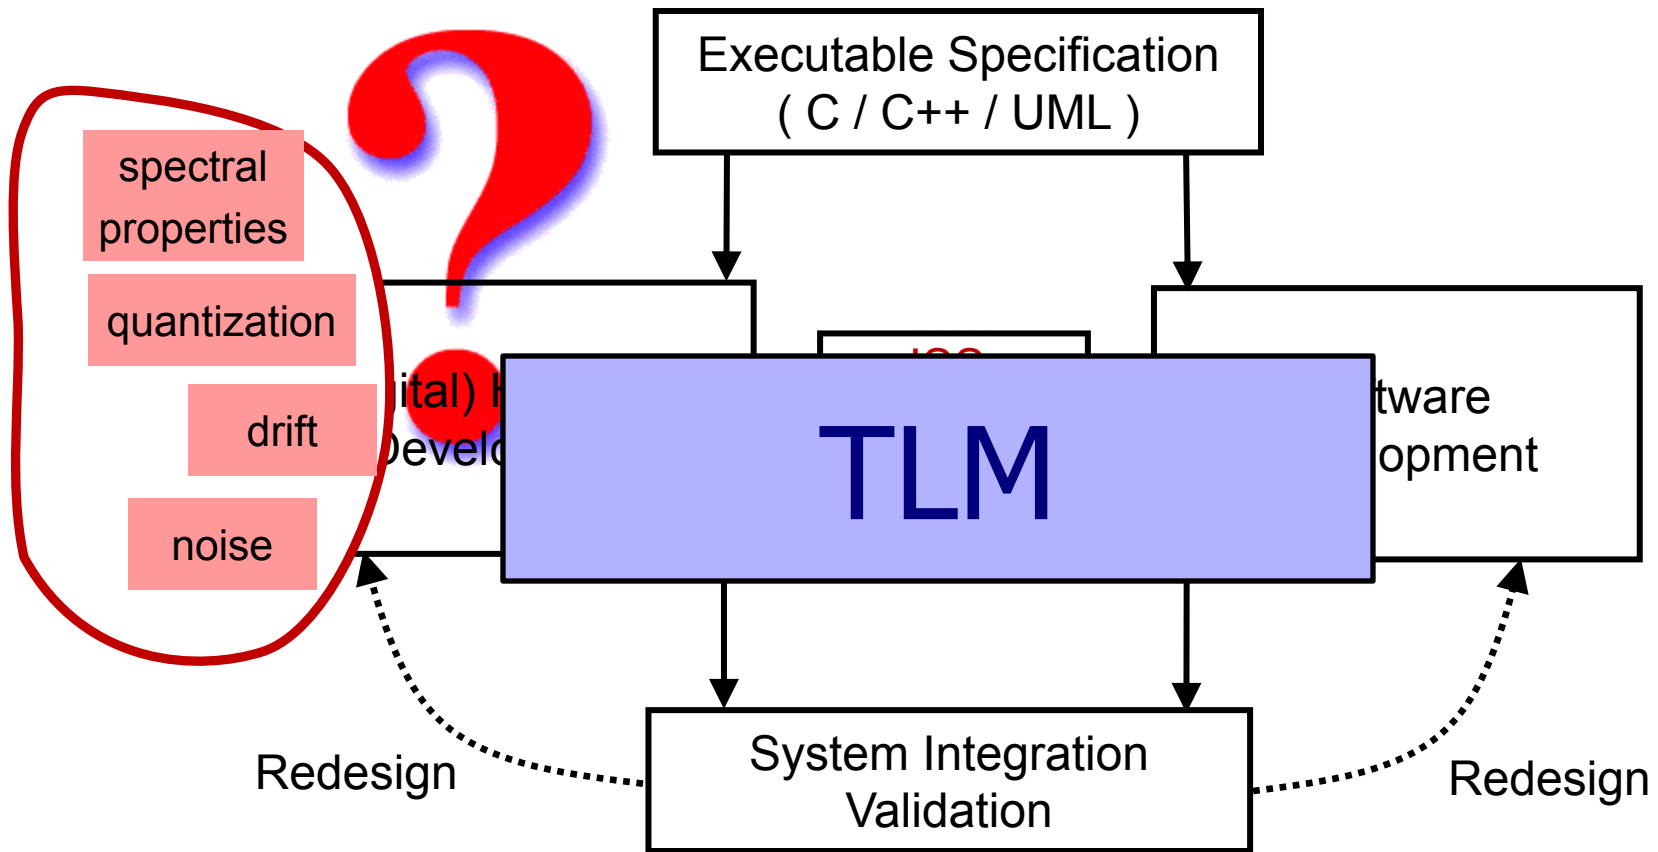 Executable Specification
( C / C++ / UML )
spectral
properties
quantization
drift
noise
TLM
Redesign
System Integration
Validation
Redesign